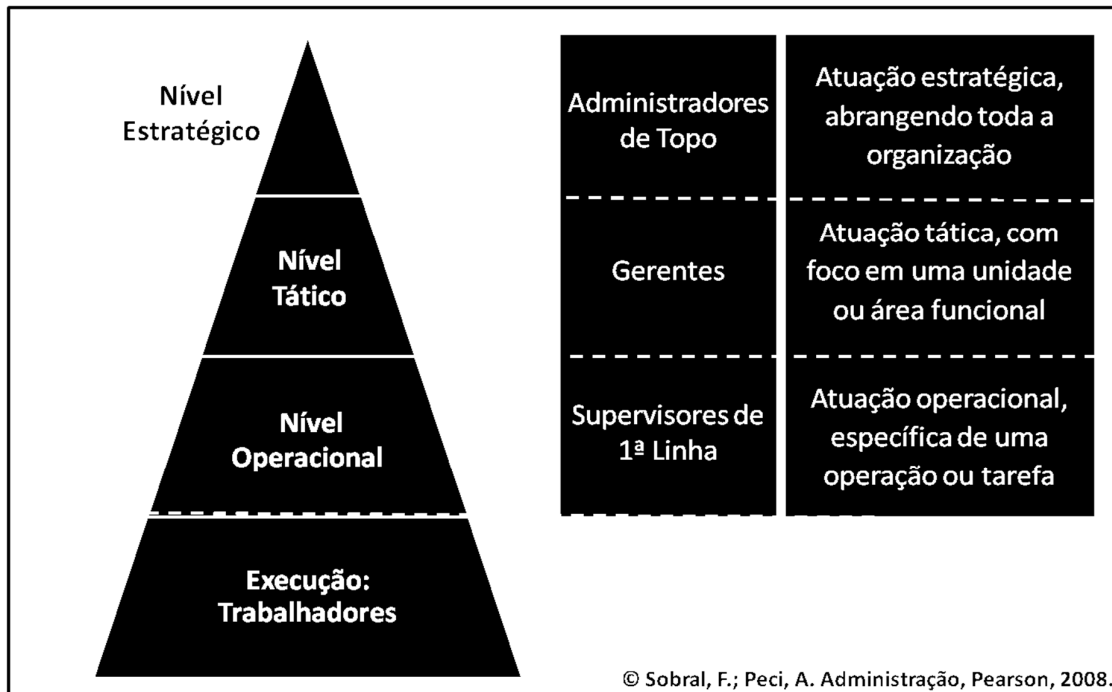 Nível
Estratégico
Nível
Tático
Nível
Operacional
Execução:
Trabalhadores
Administradores
de Topo
Atuação estratégica,
abrangendo toda a
organização
Gerentes
Atuação tática, com
foco em uma unidade
ou área funcional
Supervisores de
1ª Linha
Atuação operacional,
específica de uma
operação ou tarefa
© Sobral, F.; Peci, A. Administração, Pearson, 2008.